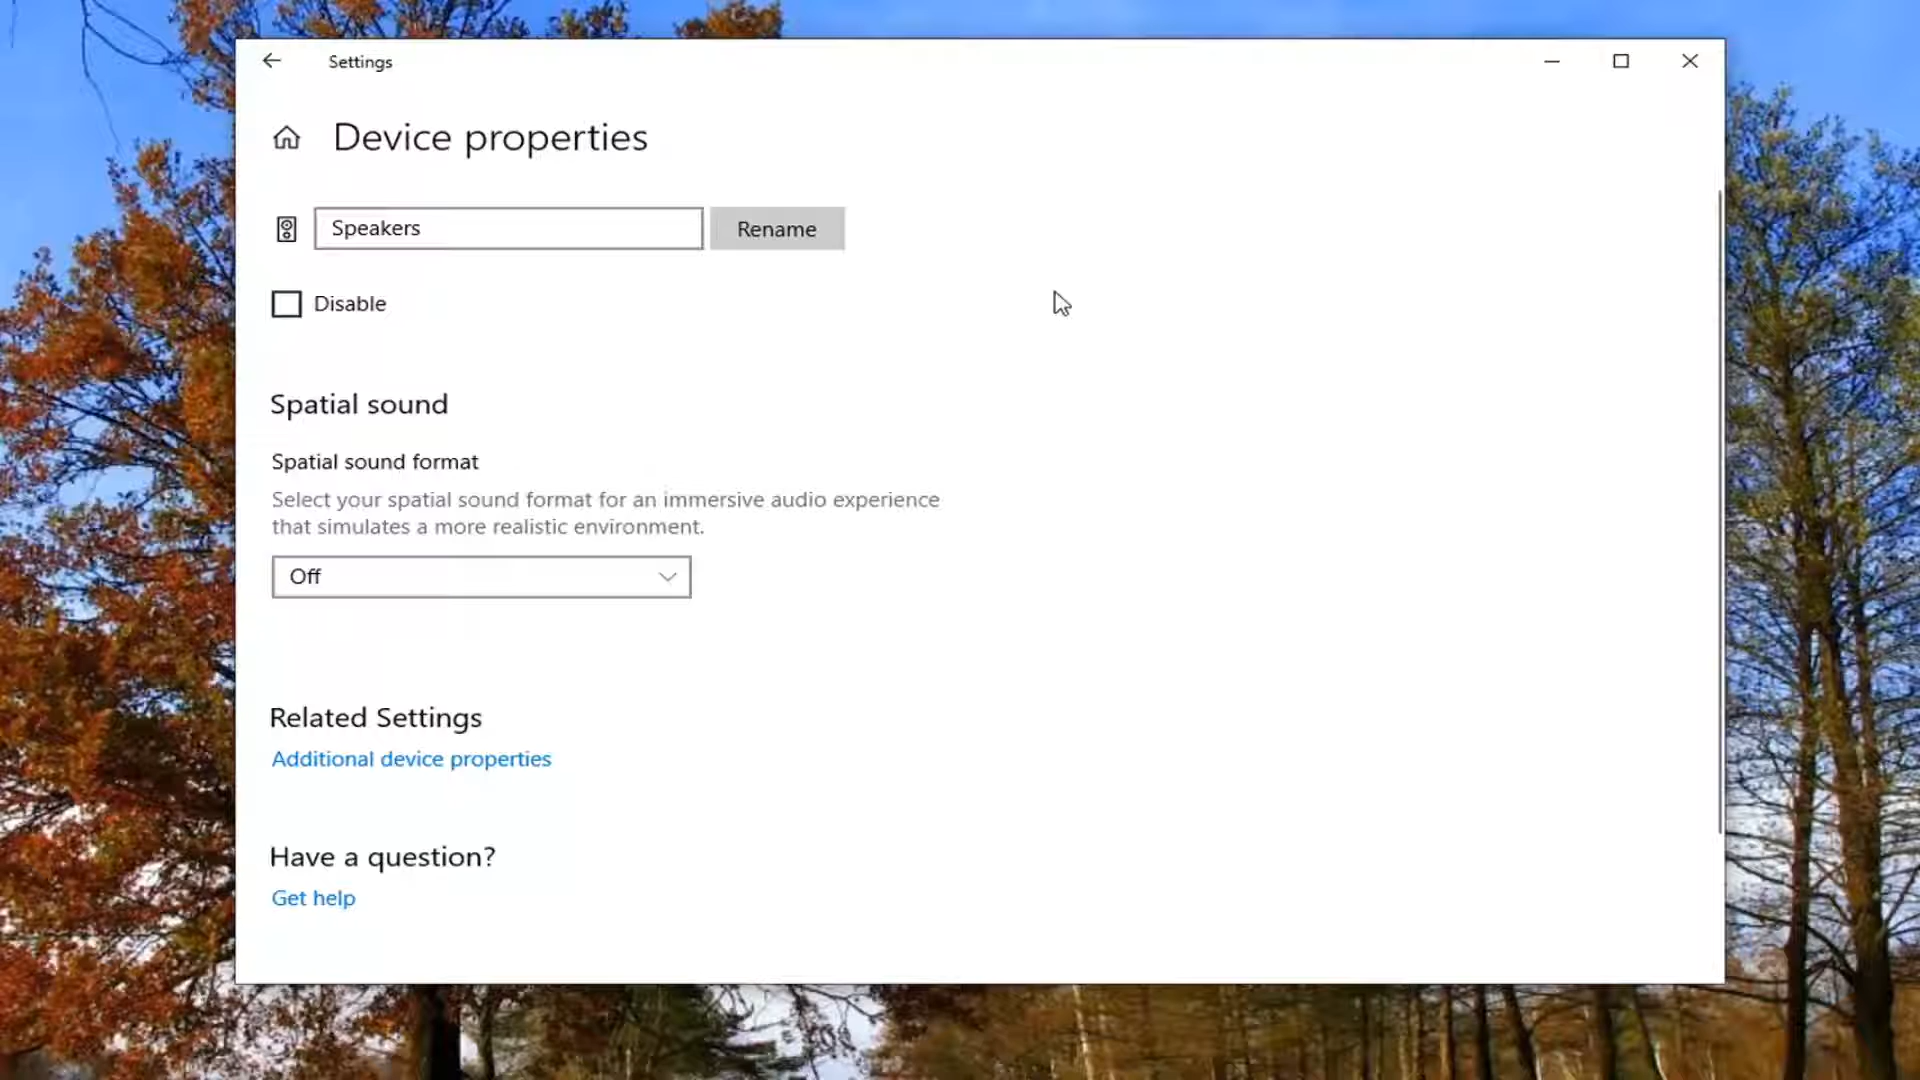 Settings
Device properties
Speakers
Rename
Disable
Spatial sound
Spatial sound format
Select your spatial sound format for an immersive audio experience
that simulates a more realistic environment.
Off
Related Settings
Additional device properties
Have a question?
Get help